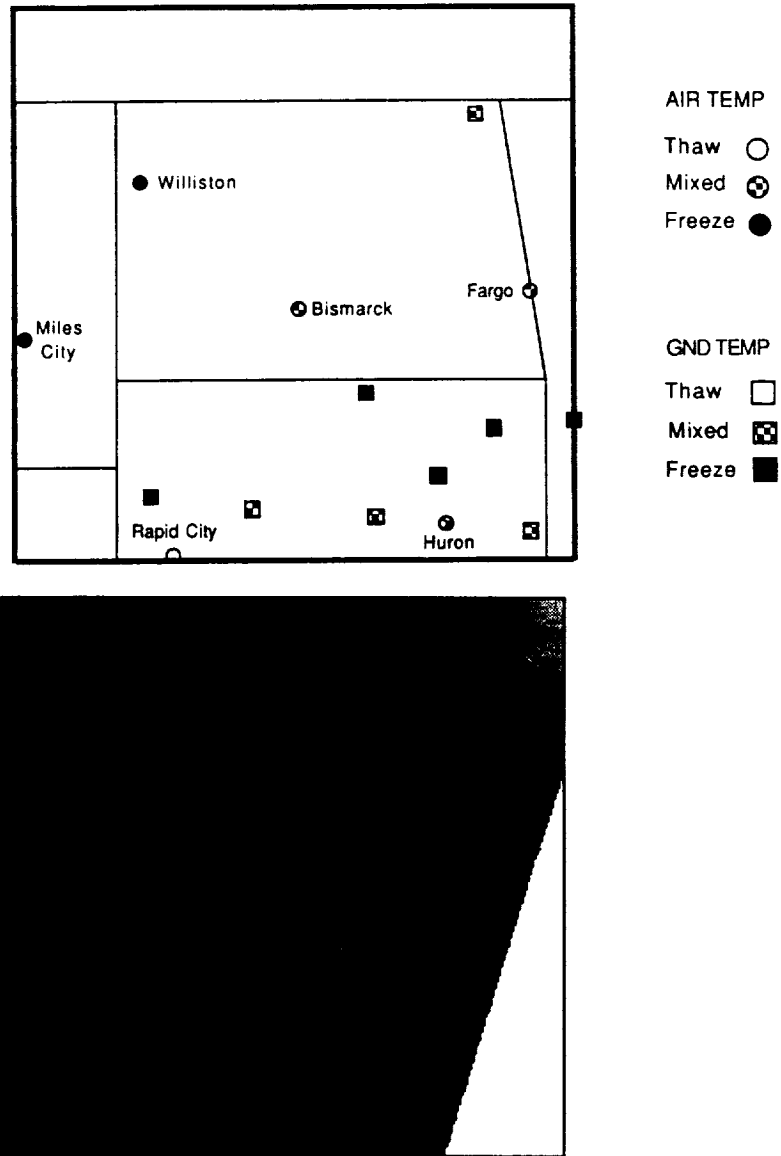 AIR TEMP
Thaw
Mixed
Freeze
Williston
Fargo
Bismarck
Miles
City
GND TEMP
Thaw
Mixed
Freeze
Rapid City
Huron